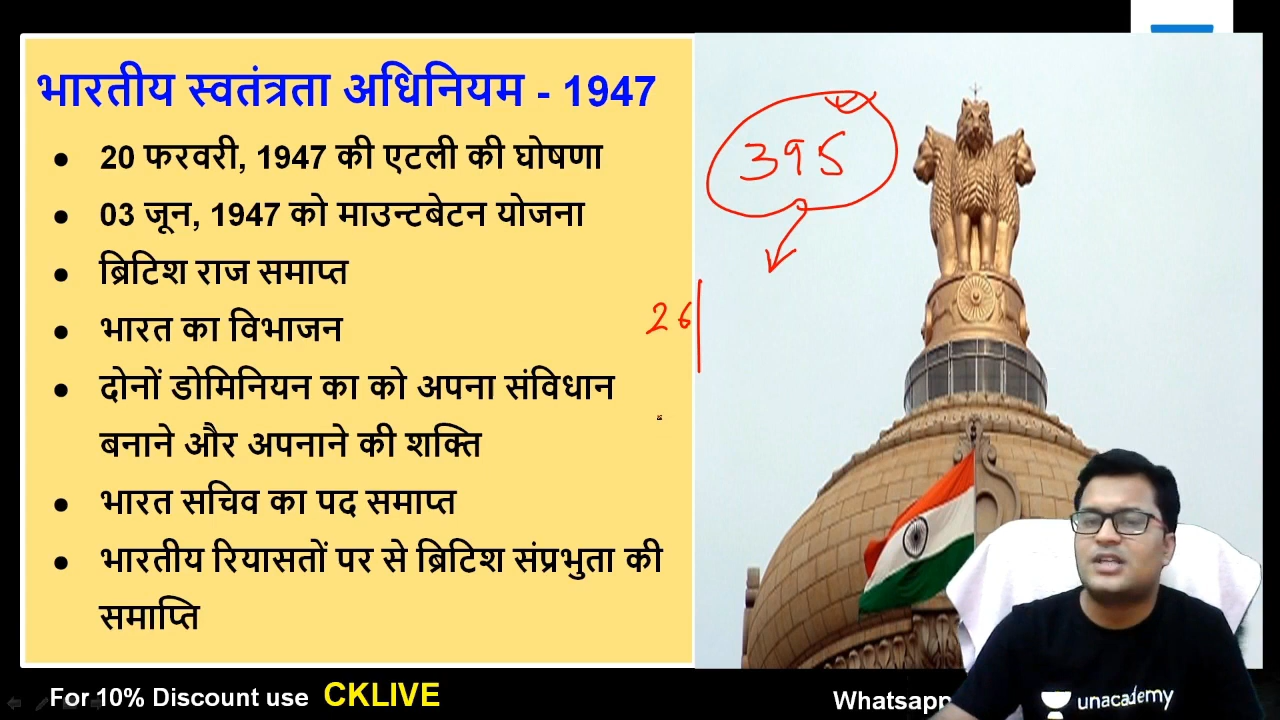 भारतीय स्वतंत्रता अधिनियम - 1947
● 20 फरवरी, 1947 की एटली की घोषणा
● 03 जून, 1947 को माउन्टबेटन योजना
● ब्रिटिश राज समाप्त
● भारत का विभाजन
● दोनों डोमिनियन का को अपना संविधान
बनाने और अपनाने की शक्ति
● भारत सचिव का पद समाप्त
● भारतीय रियासतों पर से ब्रिटिश संप्रभुता की
समाप्ति
395
26
unacademy
For 10% Discount use CKLIVE
Whatsapp